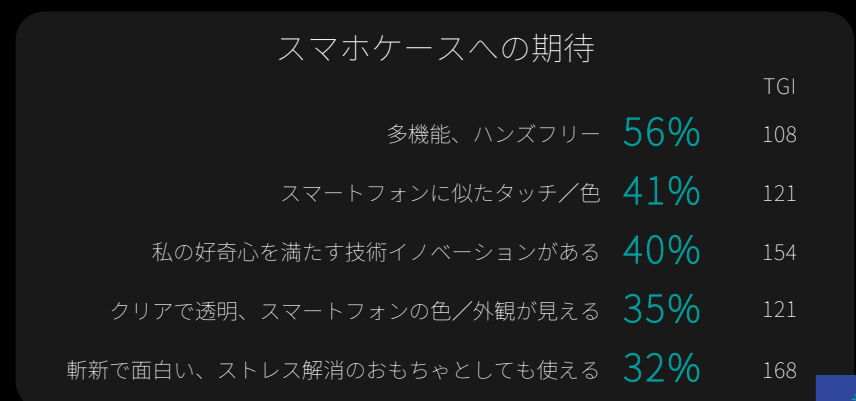 スマホケースへの期待
TGI
多機能、ハンズフリー 56% 108
スマートフォンに似たタッチ／色 41% 121
私の好奇心を満たす技術イノベーションがある 40% 154
クリアで透明、スマートフォンの色／外観が見える 35% 121
斬新で面白い、ストレス解消のおもちゃとしても使える 32% 168